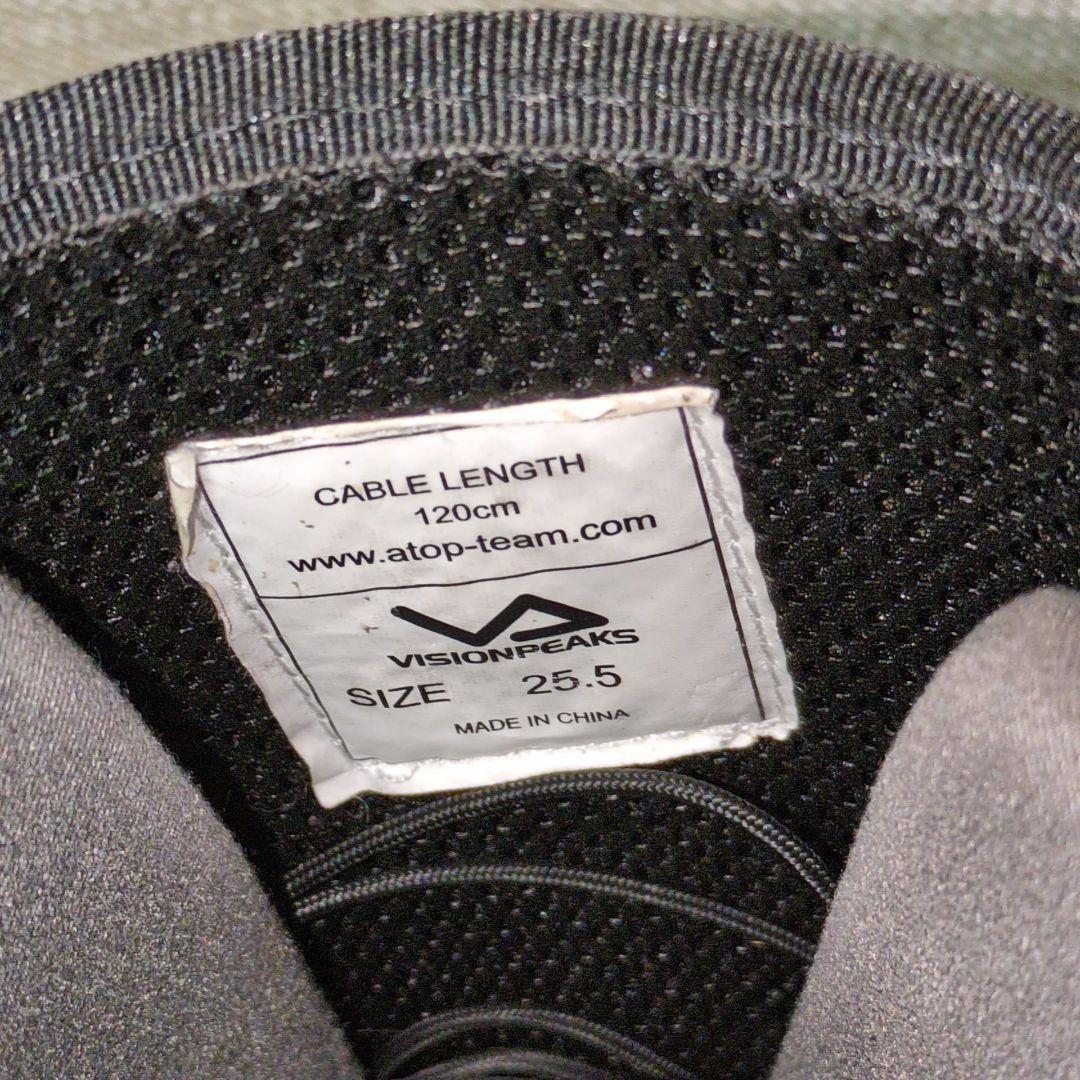 CABLE LENGTH
120cm
www.atop-team.com
VISIONPEAKS
SIZE 25.5
MADE IN CHINA